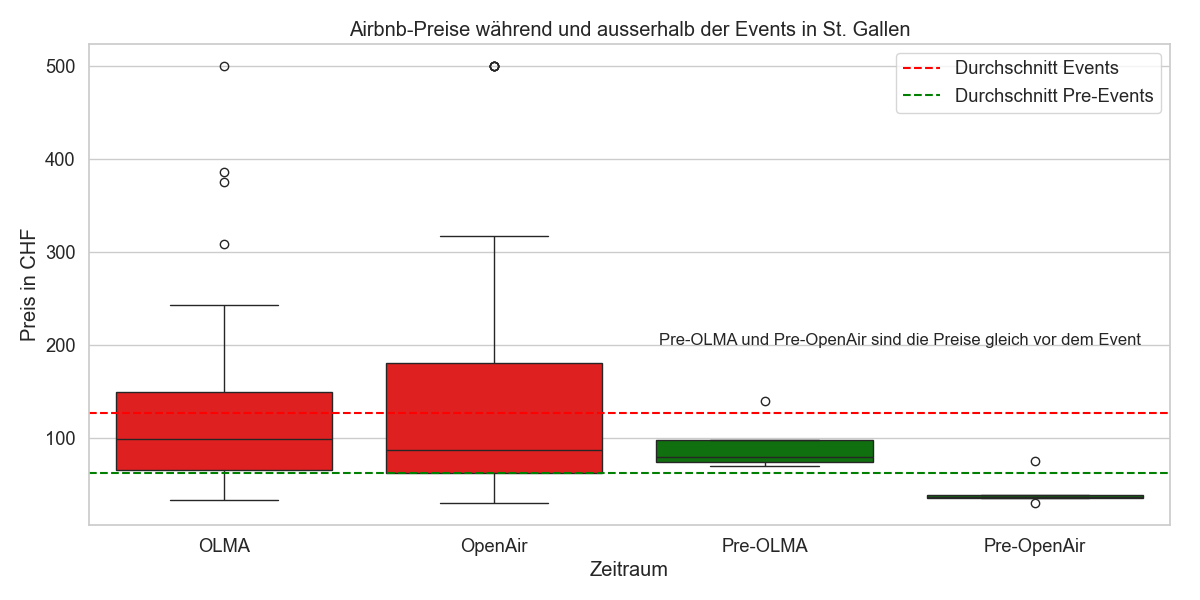 Airbnb-Preise während und ausserhalb der Events in St. Gallen
Durchschnitt Events
Durchschnitt Pre-Events
Preis in CHF
500
400
300
200
100
Pre-OLMA und Pre-OpenAir sind die Preise gleich vor dem Event
OLMA
OpenAir
Pre-OLMA
Pre-OpenAir
Zeitraum